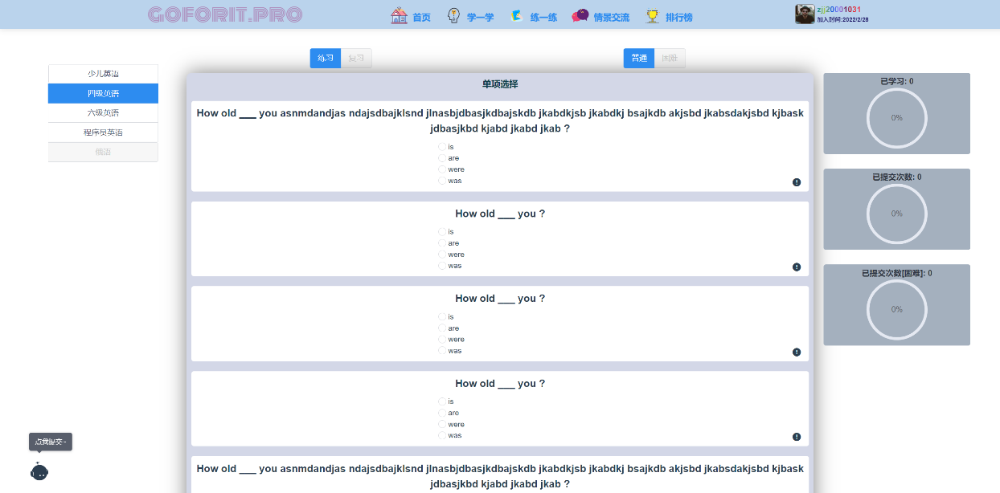 GOFORIT.PRO
首页 学一学 练一练 情景交流 排行榜
zjj20001031
加入时间:2022/2/28
练习 复习 普通 困难
少儿英语
四级英语
六级英语
程序员英语
俄语
单项选择
How old ___ you asnmdandjas ndajsdbajklsnd jlnasbjdbasjkdbajskdb jkabdkjsb jkabdkj bsajkdb akjsbd jkabsdakjsbd kjbask
jdbasjkbd kjabd jkabd jkab ?
is
are
were
was
How old ___ you ?
is
are
were
was
How old ___ you ?
is
are
were
was
How old ___ you ?
is
are
were
was
How old ___ you asnmdandjas ndajsdbajklsnd jlnasbjdbasjkdbajskdb jkabdkjsb jkabdkj bsajkdb akjsbd jkabsdakjsbd kjbask
jdbasjkbd kjabd jkabd jkab ?
已学习: 0
0%
已提交次数: 0
0%
已提交次数[困难]: 0
0%
点我提交~